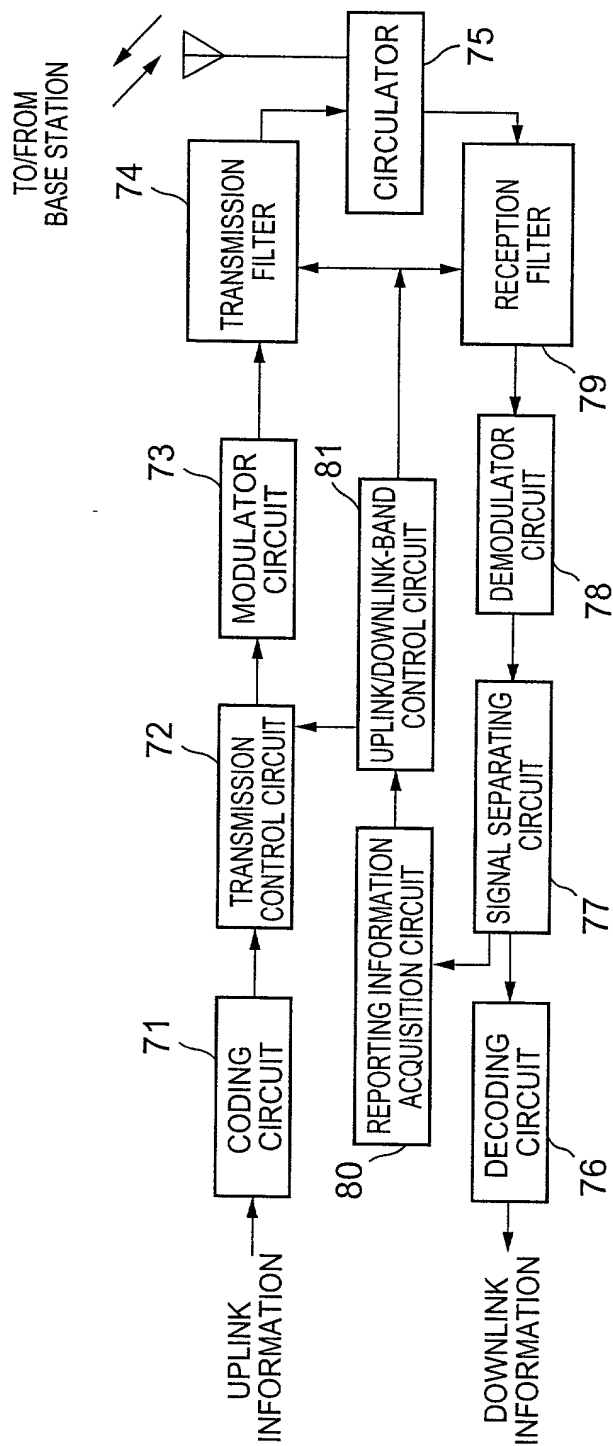 TO/FROM
BASE STATION
74
TRANSMISSION
FILTER
CIRCULATOR
75
73
MODULATOR
CIRCUIT
72
TRANSMISSION
CONTROL CIRCUIT
71
CODING
CIRCUIT
UPLINK
INFORMATION
81
UPLINK/DOWNLINK-BAND
CONTROL CIRCUIT
REPORTING INFORMATION
ACQUISITION CIRCUIT
80
RECEPTION
FILTER
79
DEMODULATOR
CIRCUIT
78
SIGNAL SEPARATING
CIRCUIT
77
DECODING
CIRCUIT
76
DOWNLINK
INFORMATION